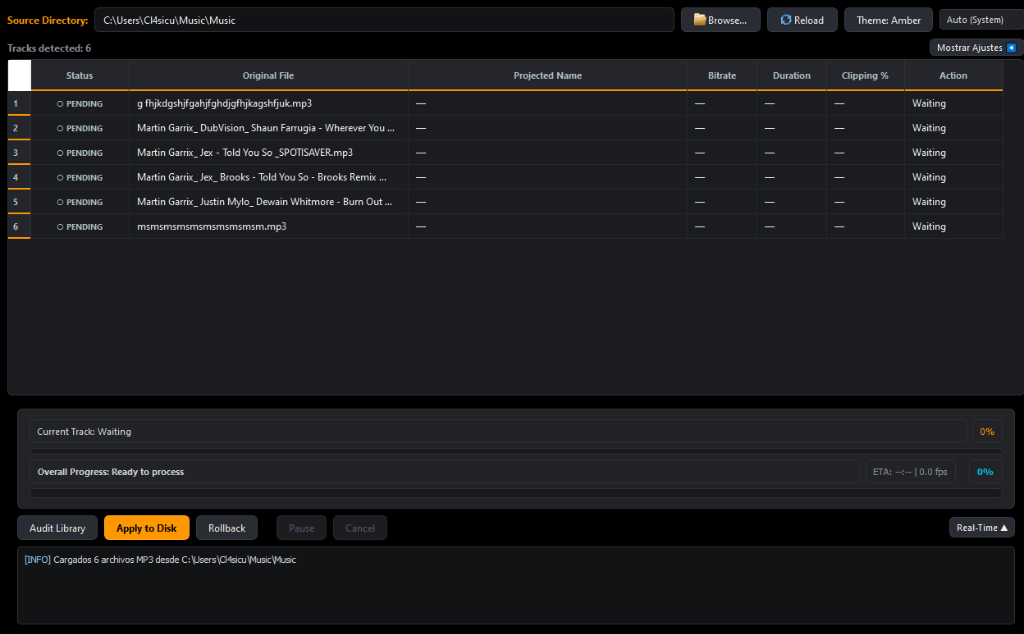 Source Directory: C:\Users\Cl4sicu\Music\Music Browse... Reload Theme: Amber Auto (System)
Tracks detected: 6 Mostrar Ajustes
Status Original File Projected Name Bitrate Duration Clipping % Action
1 PENDING g fhjkdgshjfgahjfghdjgfhjkagshfjuk.mp3 — — — — Waiting
2 PENDING Martin Garrix_ DubVision_ Shaun Farrugia - Wherever You ... — — — — Waiting
3 PENDING Martin Garrix_ Jex - Told You So _SPOTISAVER.mp3 — — — — Waiting
4 PENDING Martin Garrix_ Jex_ Brooks - Told You So - Brooks Remix ... — — — — Waiting
5 PENDING Martin Garrix_ Justin Mylo_ Dewain Whitmore - Burn Out ... — — — — Waiting
6 PENDING msmsmsmsmsmsmsmsmsm.mp3 — — — — Waiting
Current Track: Waiting 0%
Overall Progress: Ready to process ETA: --:-- | 0.0 fps 0%
Audit Library Apply to Disk Rollback Pause Cancel Real-Time ▲
[INFO] Cargados 6 archivos MP3 desde C:\Users\Cl4sicu\Music\Music